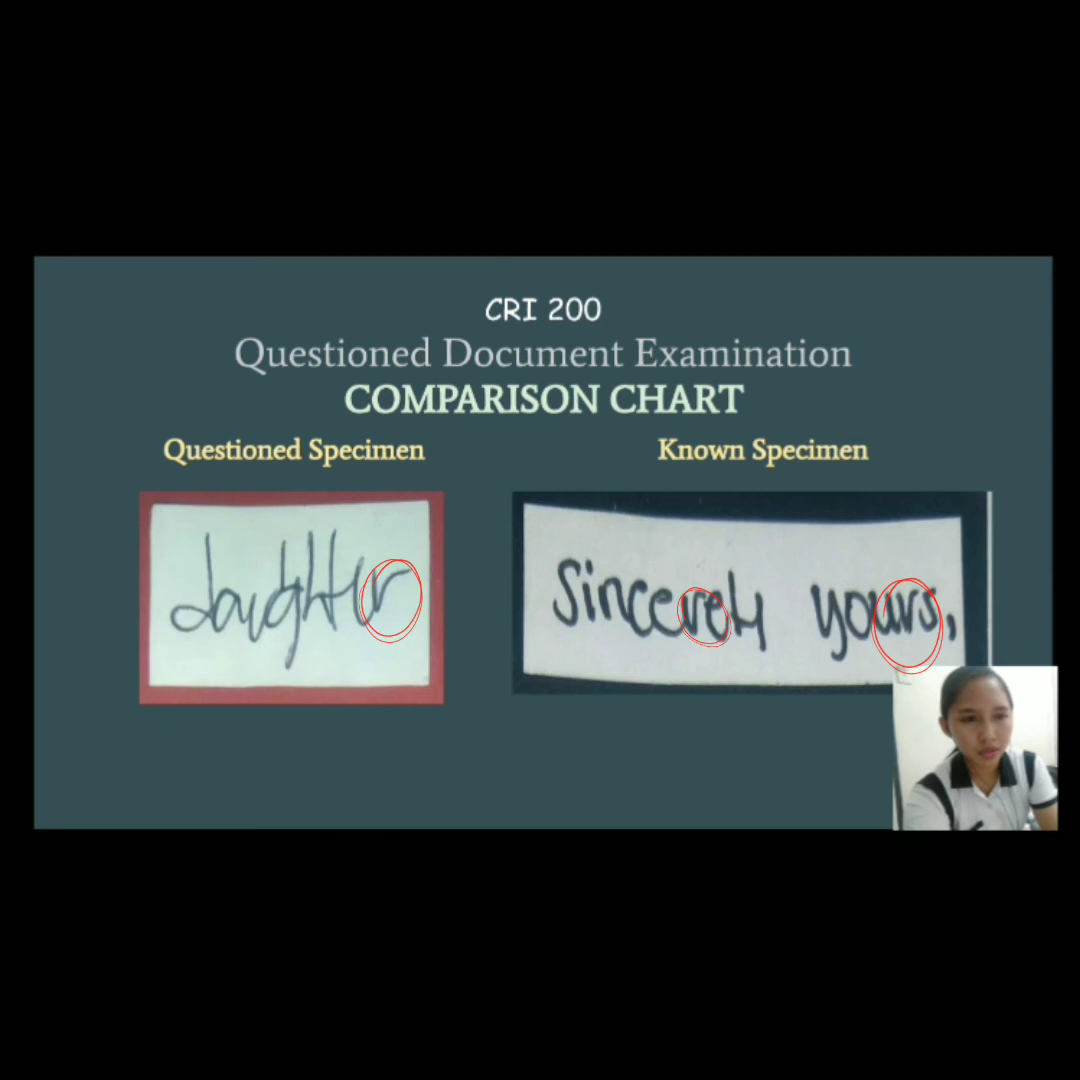 CRI 200
Questioned Document Examination
COMPARISON CHART
Questioned Specimen Known Specimen
daughter Sincerely yours,